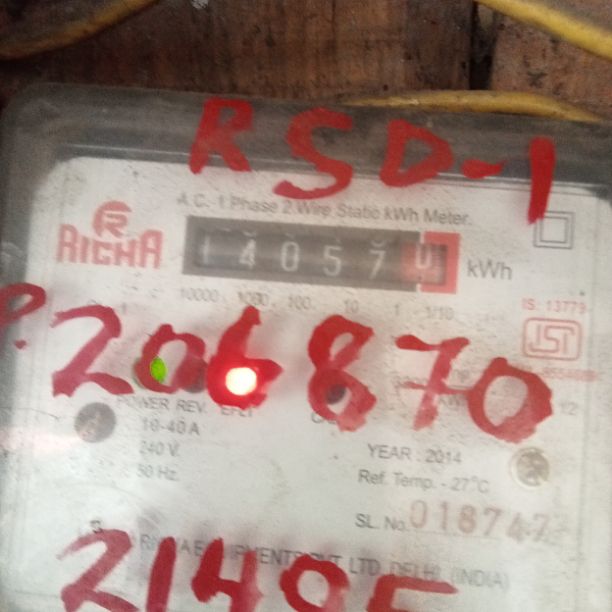 RSD-1
A.C. 1 Phase 2 Wire Static kWh Meter.
RICHA
14057
kWh
10000 1000 100 10 1 1/10
IS: 13779
P. 206870
POWER REV. EFLT
10-40 A
240 V.
50 Hz.
YEAR : 2014
Ref. Temp. - 27°C
SL. No. 018747
LTD. DELHI (INDIA)
21495